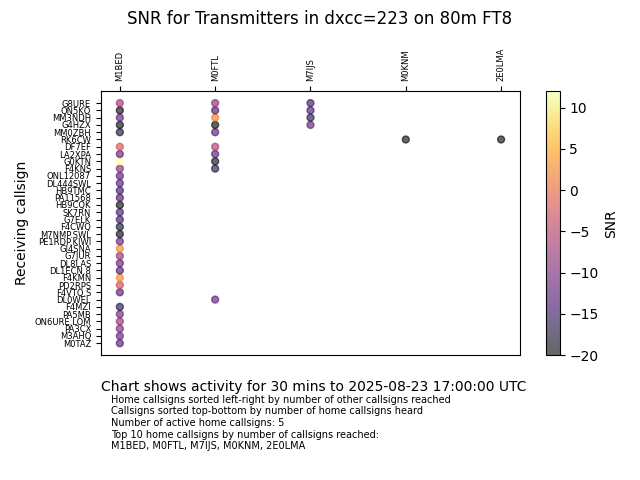 SNR for Transmitters in dxcc=223 on 80m FT8
M1BED
M0FTL
M7IJS
M0KNM
2E0LMA
Receiving callsign
G8URE
ON5KQ
MM3NDH
G4HZX
MM0ZBH
RK6CW
DF7EF
LA2XPA
G0KTN
F4KNS
ONL12087
DL444SWL
HB9TMC
PA11568
HB9CQK
SK7RN
G7ELK
F4CWQ
M7NMP.SWL
PE1RDP.KIWI
GI4SNA
G7IUR
DL8LAS
DL1ECN.8
F4KMN
PD2RPS
F4VTQ.S
DL0WEL
F4MZI
PA5MB
ON6URE.LOM
PA3CX
M3AHQ
M0TAZ
10
5
0
−5
−10
−15
−20
SNR
Chart shows activity for 30 mins to 2025-08-23 17:00:00 UTC
Home callsigns sorted left-right by number of other callsigns reached
Callsigns sorted top-bottom by number of home callsigns heard
Number of active home callsigns: 5
Top 10 home callsigns by number of callsigns reached:
M1BED, M0FTL, M7IJS, M0KNM, 2E0LMA